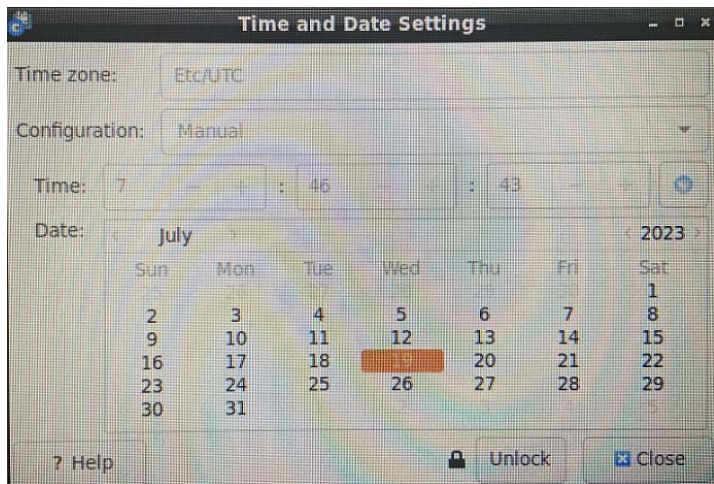 Time and Date Settings
Time zone: Etc/UTC
Configuration: Manual
Time: 7 − + : 46 − + : 43 − +
Date: < July > < 2023 >
Sun Mon Tue Wed Thu Fri Sat
1
2 3 4 5 6 7 8
9 10 11 12 13 14 15
16 17 18 19 20 21 22
23 24 25 26 27 28 29
30 31
? Help Unlock Close